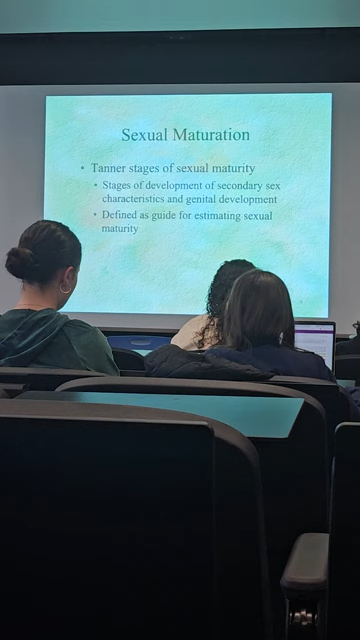 Sexual Maturation
• Tanner stages of sexual maturity
• Stages of development of secondary sex
characteristics and genital development
• Defined as guide for estimating sexual
maturity